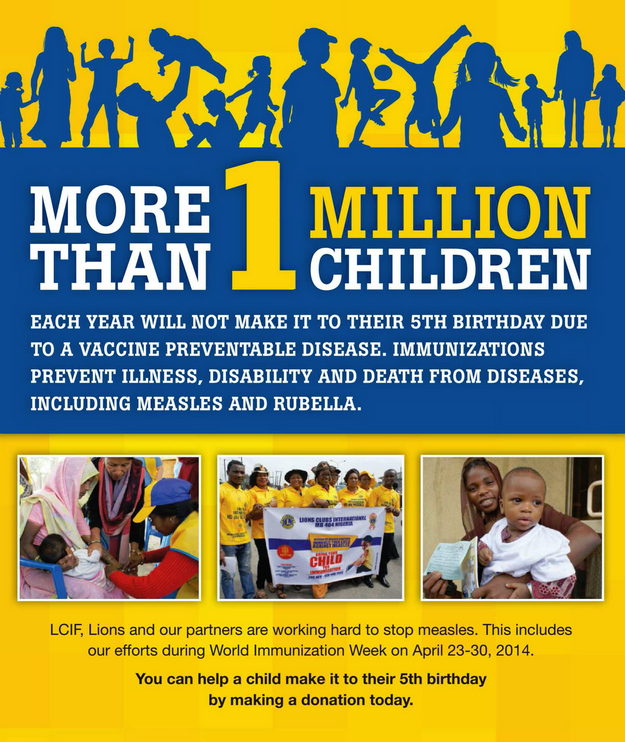 MORE THAN 1 MILLION CHILDREN
EACH YEAR WILL NOT MAKE IT TO THEIR 5TH BIRTHDAY DUE
TO A VACCINE PREVENTABLE DISEASE. IMMUNIZATIONS
PREVENT ILLNESS, DISABILITY AND DEATH FROM DISEASES,
INCLUDING MEASLES AND RUBELLA.
LIONS CLUBS INTERNATIONAL
MD 404 NIGERIA
CHILD
IMMUNIZATION
LCIF, Lions and our partners are working hard to stop measles. This includes
our efforts during World Immunization Week on April 23-30, 2014.
You can help a child make it to their 5th birthday
by making a donation today.